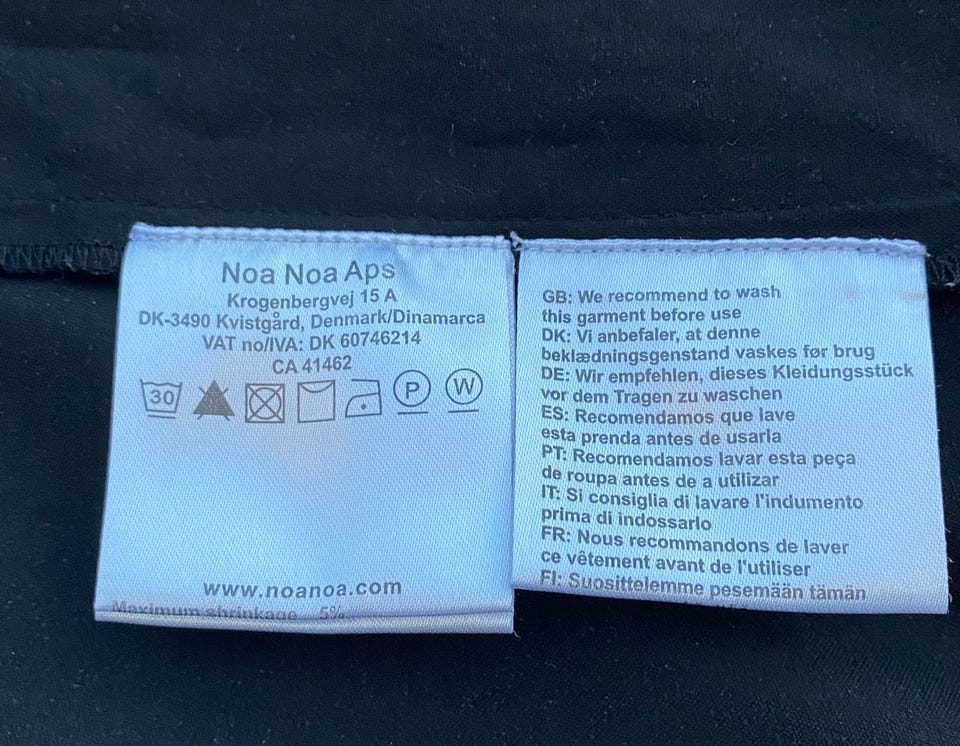 Noa Noa Aps
Krogenbergvej 15 A
DK-3490 Kvistgård, Denmark/Dinamarca
VAT no/IVA: DK 60746214
CA 41462
30 P W
www.noanoa.com
Maximum shrinkage 5%
GB: We recommend to wash
this garment before use
DK: Vi anbefaler, at denne
beklædningsgenstand vaskes før brug
DE: Wir empfehlen, dieses Kleidungsstück
vor dem Tragen zu waschen
ES: Recomendamos que lave
esta prenda antes de usarla
PT: Recomendamos lavar esta peça
de roupa antes de a utilizar
IT: Si consiglia di lavare l'indumento
prima di indossarlo
FR: Nous recommandons de laver
ce vêtement avant de l'utiliser
FI: Suosittelemme pesemään tämän